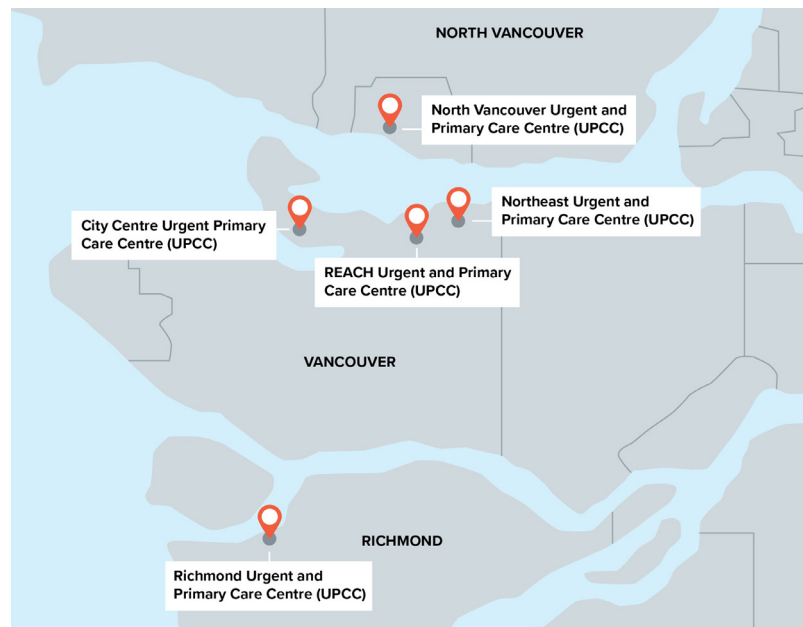 NORTH VANCOUVER
North Vancouver Urgent and
Primary Care Centre (UPCC)
Northeast Urgent and
Primary Care Centre (UPCC)
City Centre Urgent Primary
Care Centre (UPCC)
REACH Urgent and Primary
Care Centre (UPCC)
VANCOUVER
RICHMOND
Richmond Urgent and
Primary Care Centre (UPCC)